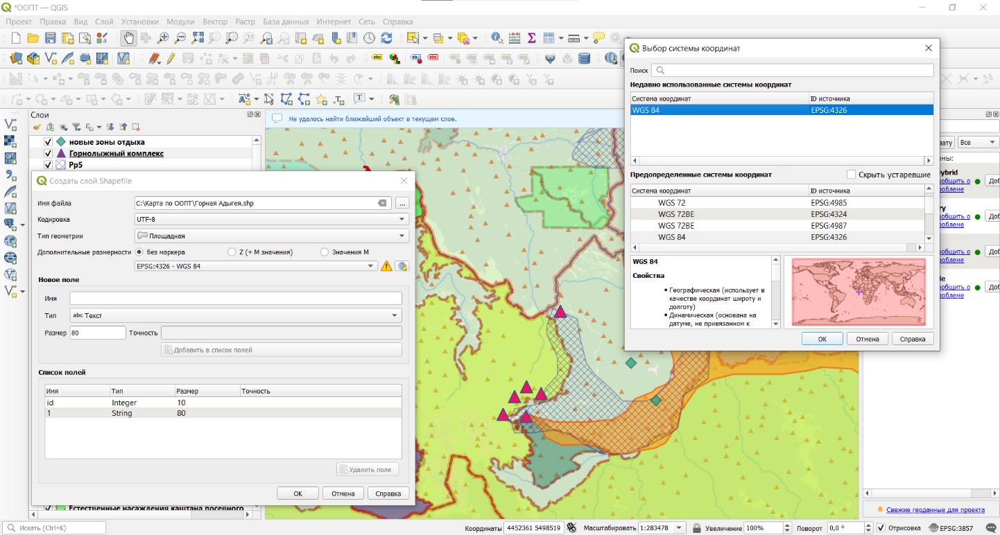 *ООПТ — QGIS
Проект Правка Вид Слой Установки Модули Вектор Растр База данных Интернет Сеть Справка
Слои
новые зоны отдыха
Горнолыжный комплекс
Pp5
Не удалось найти ближайший объект в текущем слое.
Создать слой Shapefile
Имя файла C:\Карта по ООПТ\Горная Адыгея.shp ...
Кодировка UTF-8
Тип геометрии Площадная
Дополнительные размерности без маркера Z (+ M значения) Значения M
EPSG:4326 - WGS 84
Новое поле
Имя
Тип abc Текст
Размер 80 Точность
Добавить в список полей
Список полей
Имя Тип Размер Точность
id Integer 10
1 String 80
Удалить поле
ОК Отмена Справка
Естественные насаждения каштана посевного
Выбор системы координат
Поиск
Недавно использованные системы координат
Система координат ID источника
WGS 84 EPSG:4326
Предопределенные системы координат Скрыть устаревшие
Система координат ID источника
WGS 72 EPSG:4985
WGS 72BE EPSG:4324
WGS 72BE EPSG:4987
WGS 84 EPSG:4326
WGS 84
Свойства
• Географическая (использует в
качестве координат широту и
долготу)
• Динамическая (основана на
датуме, не привязанном к
ОК Отмена Справка
вату Все
ны:
ybrid
ообщить о
роблеме
Доб
ry
ообщить о
роблеме
Доб
ообщить о
роблеме
Доб
le
ообщить о
роблеме
Доб
Свежие геоданные для проекта
Искать (Ctrl+K) Координаты 4452361 5498519 Масштабировать 1:283478 Увеличение 100% Поворот 0,0 ° Отрисовка EPSG:3857